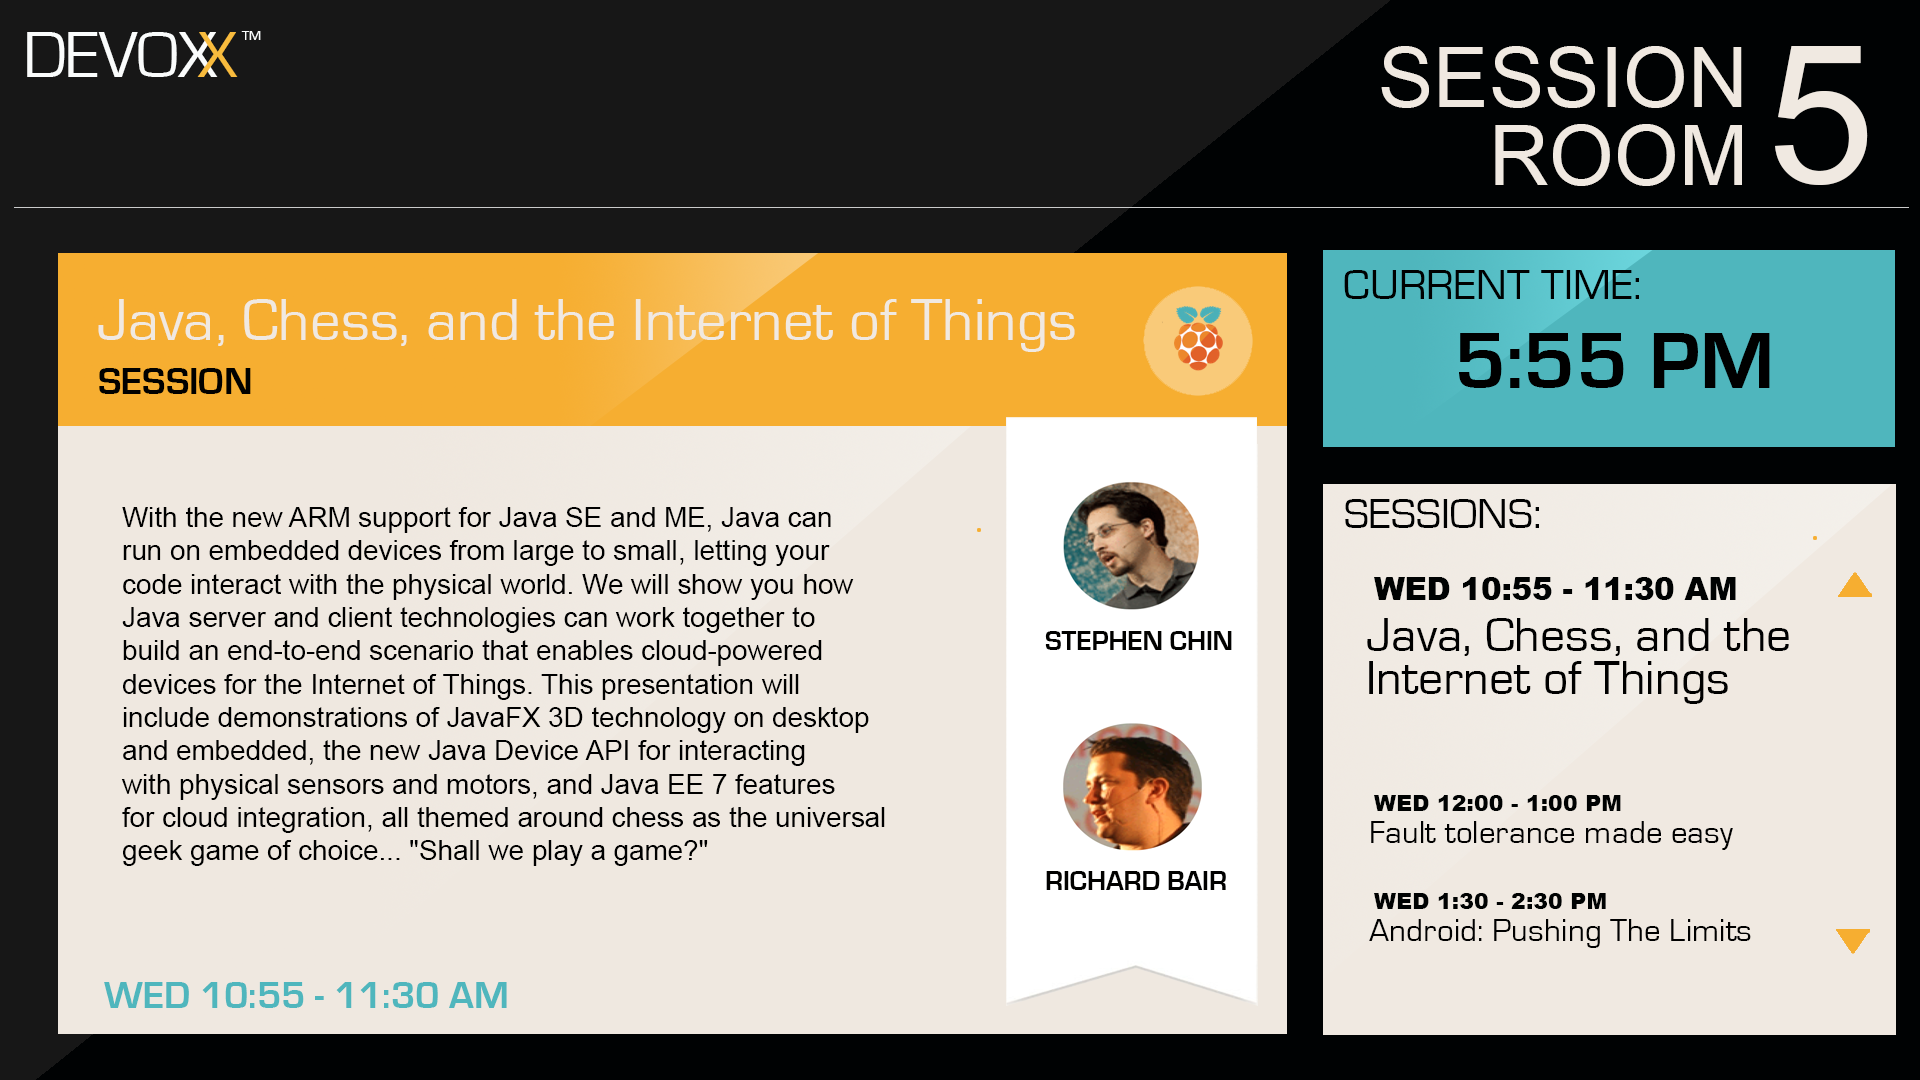 DEVOXX™
SESSION
ROOM 5
Java, Chess, and the Internet of Things
SESSION
With the new ARM support for Java SE and ME, Java can
run on embedded devices from large to small, letting your
code interact with the physical world. We will show you how
Java server and client technologies can work together to
build an end-to-end scenario that enables cloud-powered
devices for the Internet of Things. This presentation will
include demonstrations of JavaFX 3D technology on desktop
and embedded, the new Java Device API for interacting
with physical sensors and motors, and Java EE 7 features
for cloud integration, all themed around chess as the universal
geek game of choice... "Shall we play a game?"
WED 10:55 - 11:30 AM
STEPHEN CHIN
RICHARD BAIR
CURRENT TIME:
5:55 PM
SESSIONS:
WED 10:55 - 11:30 AM
Java, Chess, and the
Internet of Things
WED 12:00 - 1:00 PM
Fault tolerance made easy
WED 1:30 - 2:30 PM
Android: Pushing The Limits